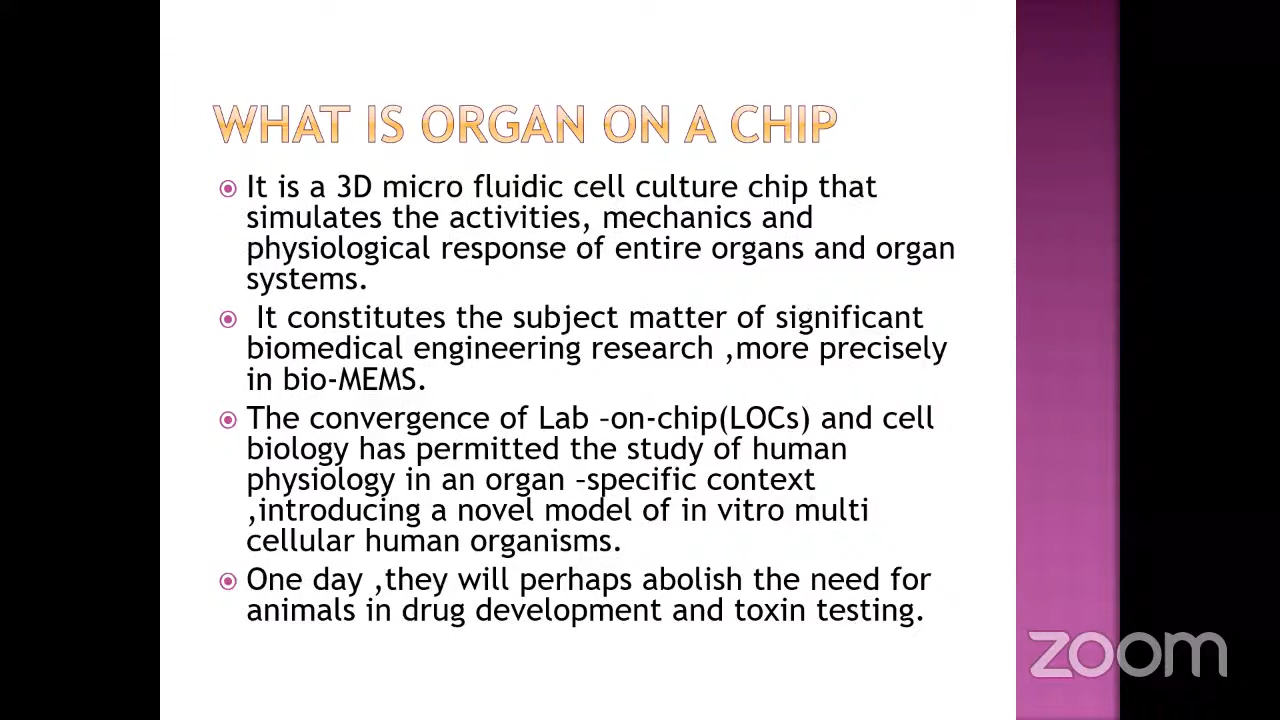 WHAT IS ORGAN ON A CHIP
It is a 3D micro fluidic cell culture chip that
simulates the activities, mechanics and
physiological response of entire organs and organ
systems.
It constitutes the subject matter of significant
biomedical engineering research ,more precisely
in bio-MEMS.
The convergence of Lab –on-chip(LOCs) and cell
biology has permitted the study of human
physiology in an organ –specific context
,introducing a novel model of in vitro multi
cellular human organisms.
One day ,they will perhaps abolish the need for
animals in drug development and toxin testing.
zoom